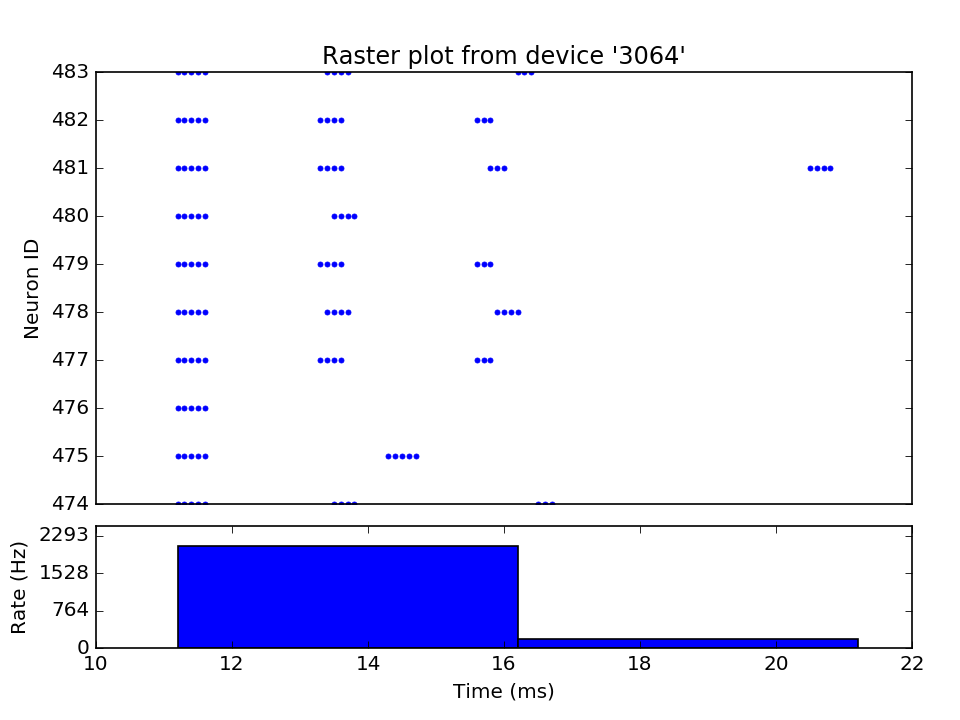 Raster plot from device '3064'
483
482
481
480
479
478
477
476
475
474
Neuron ID
2293
1528
764
0
Rate (Hz)
10 12 14 16 18 20 22
Time (ms)